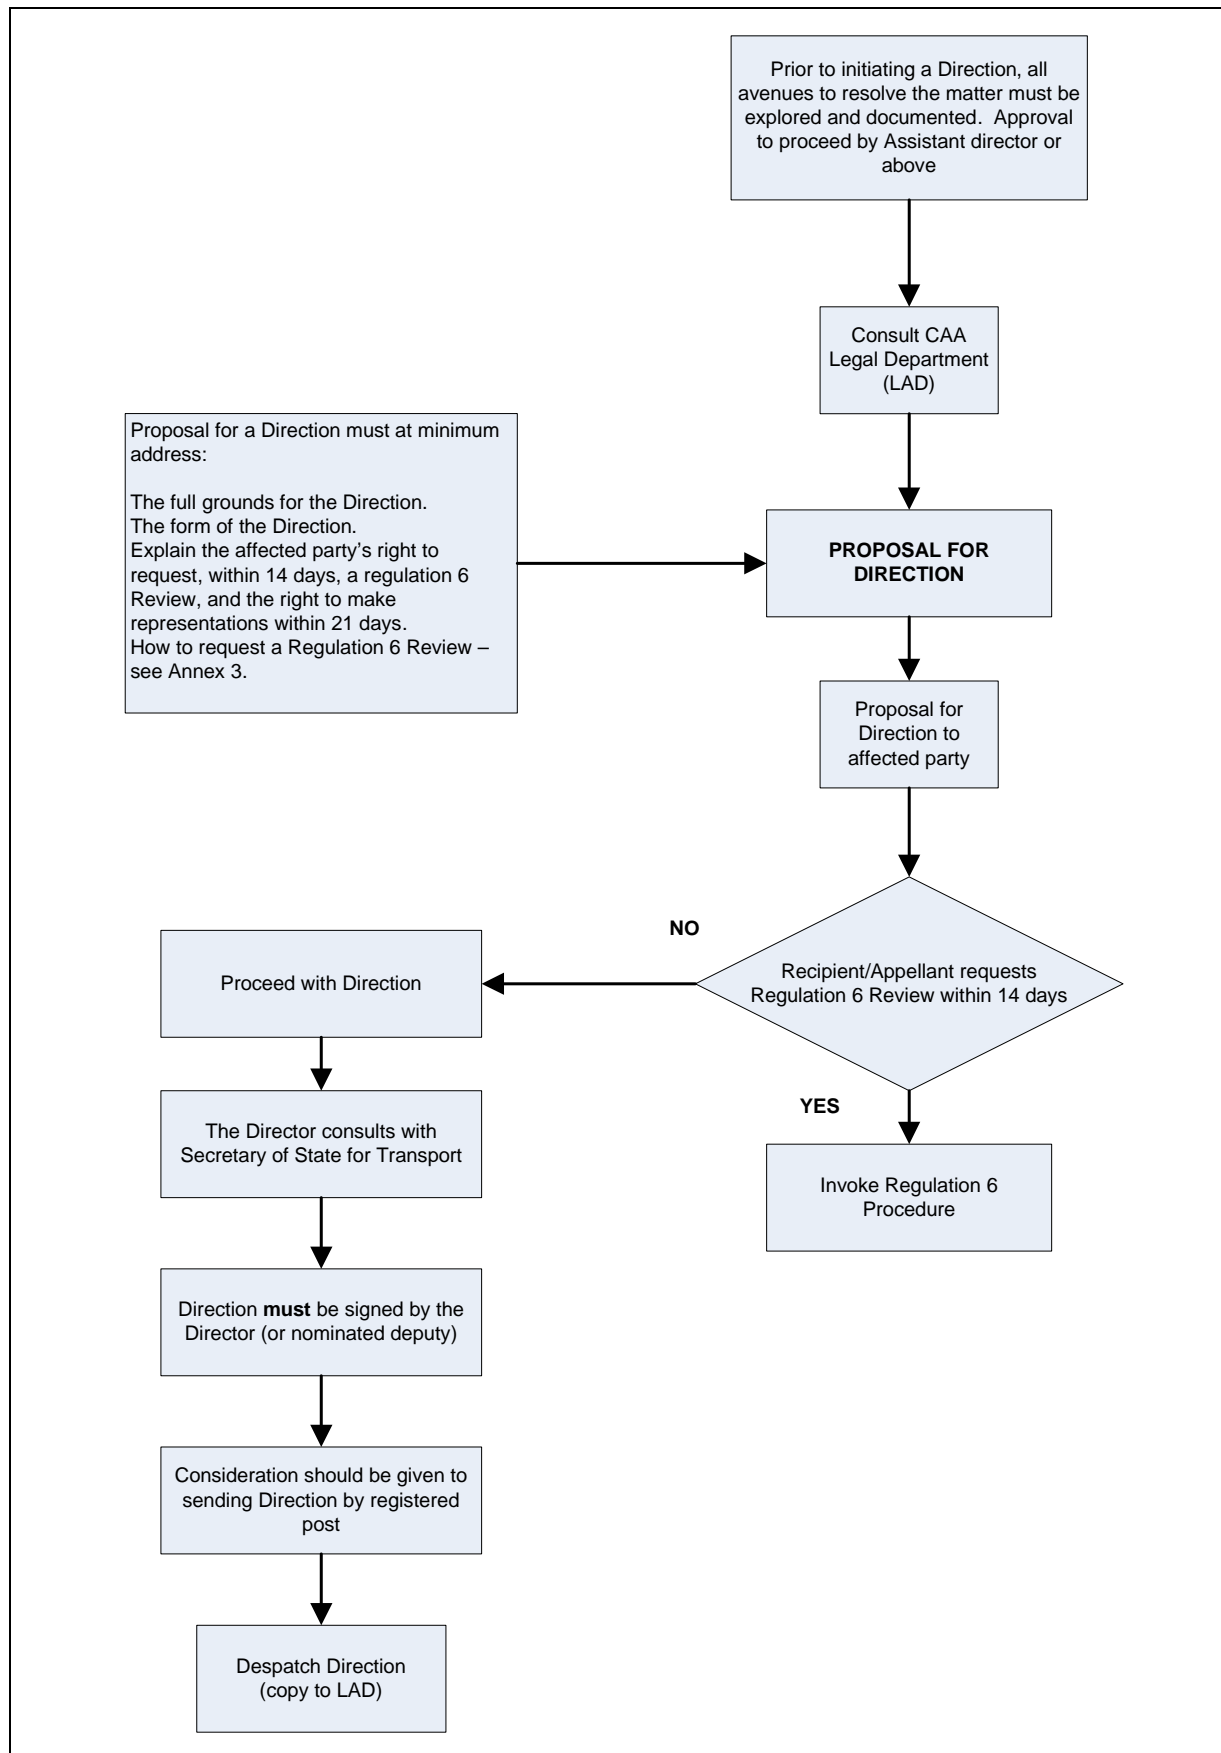 Prior to initiating a Direction, all
avenues to resolve the matter must be
explored and documented.  Approval
to proceed by Assistant director or
above
Consult CAA
Legal Department
(LAD)
Proposal for a Direction must at minimum
address:
The full grounds for the Direction.
The form of the Direction.
Explain the affected party’s right to
request, within 14 days, a regulation 6
Review, and the right to make
representations within 21 days.
How to request a Regulation 6 Review –
see Annex 3.
PROPOSAL FOR
DIRECTION
Proposal for
Direction to
affected party
Recipient/Appellant requests
Regulation 6 Review within 14 days
NO
YES
Invoke Regulation 6
Procedure
Proceed with Direction
The Director consults with
Secretary of State for Transport
Direction must be signed by the
Director (or nominated deputy)
Consideration should be given to
sending Direction by registered
post
Despatch Direction
(copy to LAD)